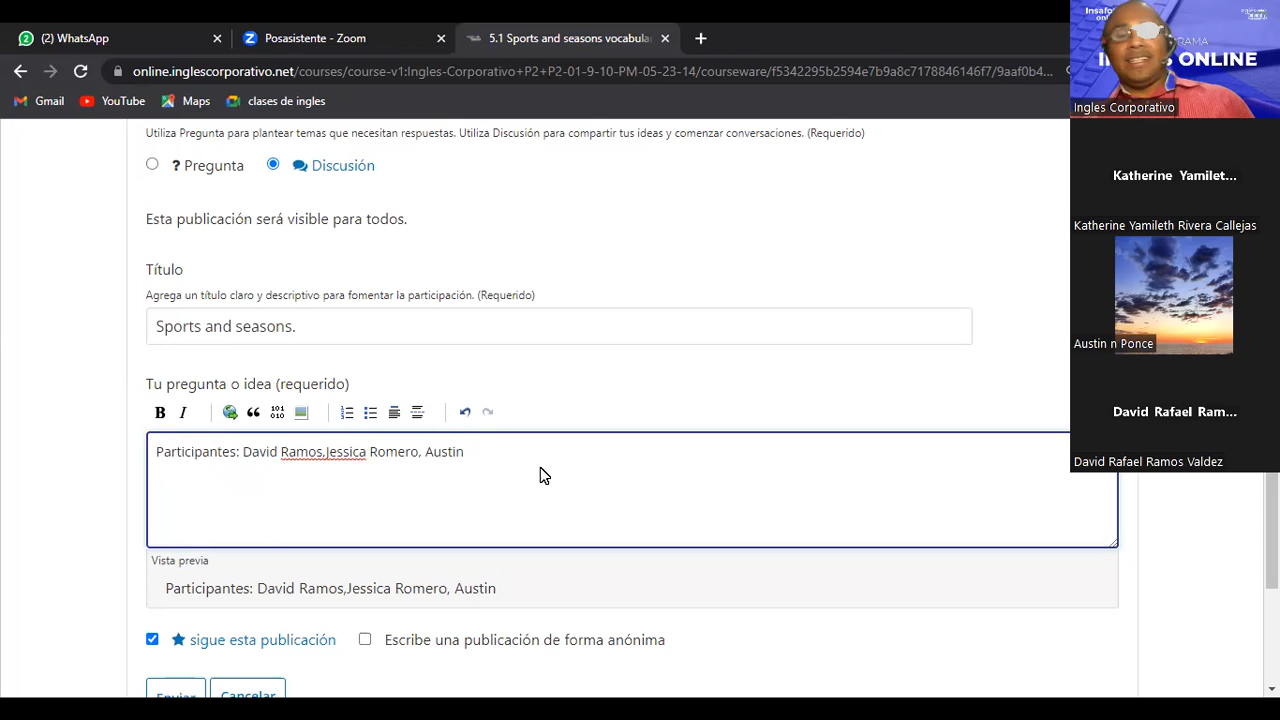 (2) WhatsApp
Posasistente - Zoom
5.1 Sports and seasons vocabula
online.inglescorporativo.net/courses/course-v1:Ingles-Corporativo+P2+P2-01-9-10-PM-05-23-14/courseware/f5342295b2594e7b9a8c7178846146f7/9aaf0b4...
Gmail
YouTube
Maps
clases de ingles
Utiliza Pregunta para plantear temas que necesitan respuestas. Utiliza Discusión para compartir tus ideas y comenzar conversaciones. (Requerido)
? Pregunta
Discusión
Esta publicación será visible para todos.
Título
Agrega un título claro y descriptivo para fomentar la participación. (Requerido)
Sports and seasons.
Tu pregunta o idea (requerido)
B I
Participantes: David Ramos,Jessica Romero, Austin
Vista previa
Participantes: David Ramos,Jessica Romero, Austin
sigue esta publicación
Escribe una publicación de forma anónima
Enviar
Cancelar
ONLINE
Ingles Corporativo
Katherine Yamilet...
Katherine Yamileth Rivera Callejas
Austin n Ponce
David Rafael Ram...
David Rafael Ramos Valdez